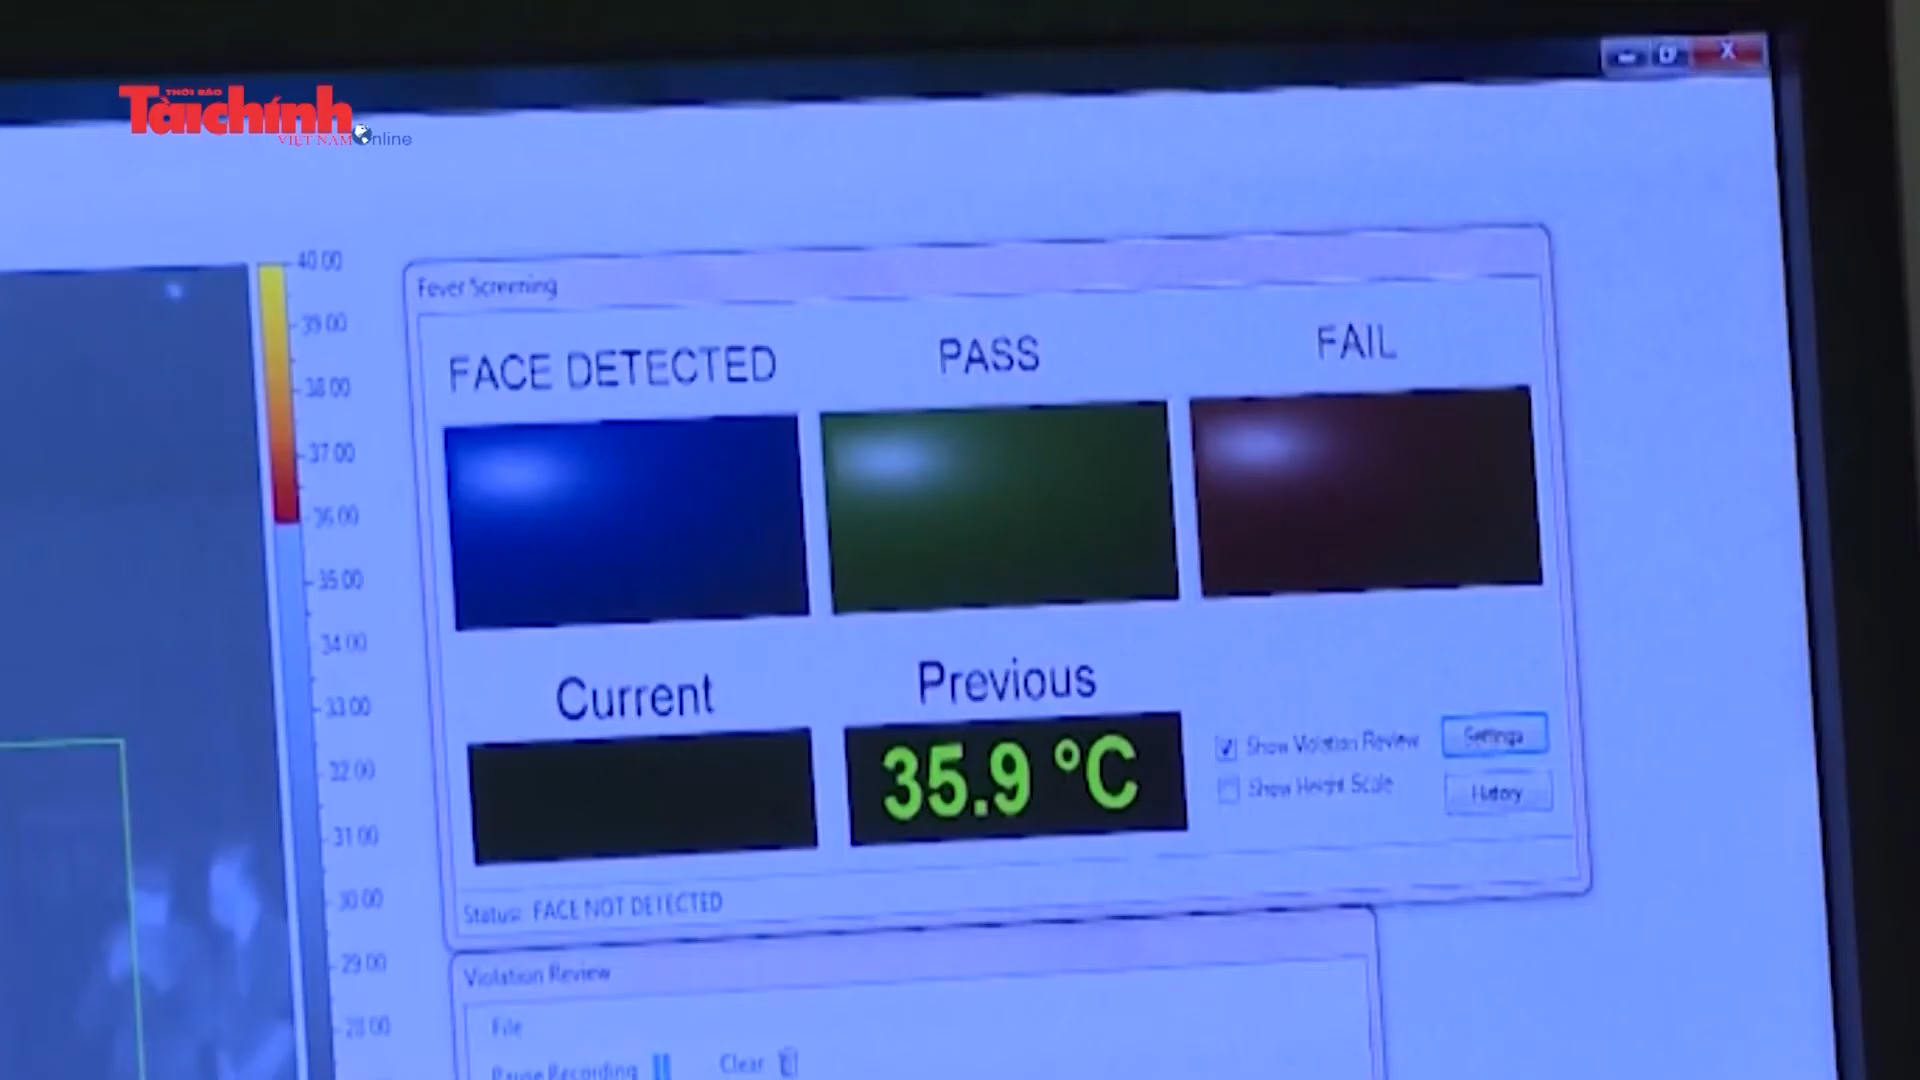 THỜI BÁO
Tàichính
VIỆT NAM Online
40.00
39.00
38.00
37.00
36.00
35.00
34.00
33.00
32.00
31.00
30.00
29.00
28.00
Fever Screening
FACE DETECTED
PASS
FAIL
Current
Previous
35.9 °C
Show Violation Review
Settings
Show Height Scale
History
Status: FACE NOT DETECTED
Violation Review
File
Pause Recording
Clear